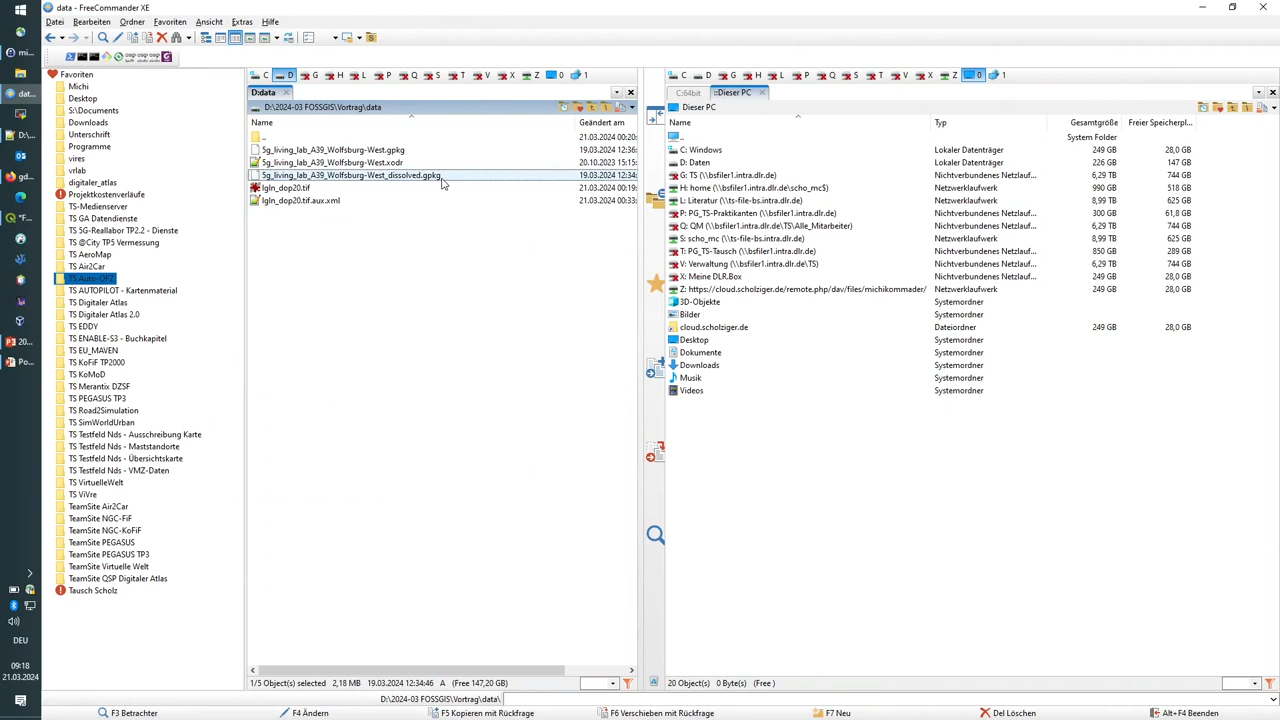 data - FreeCommander XE
Datei Bearbeiten Ordner Favoriten Ansicht Extras Hilfe
Favoriten
Michi
Desktop
S:\Documents
Downloads
Unterschrift
Programme
vires
vrlab
digitaler_atlas
Projektkostenverläufe
TS-Medienserver
TS GA Datendienste
TS 5G-Reallabor TP2.2 - Dienste
TS @City TP5 Vermessung
TS AeroMap
TS Air2Car
TS AUTOPILOT - Kartenmaterial
TS Digitaler Atlas
TS Digitaler Atlas 2.0
TS EDDY
TS ENABLE-S3 - Buchkapitel
TS EU_MAVEN
TS KoFiF TP2000
TS KoMoD
TS Merantix DZSF
TS PEGASUS TP3
TS Road2Simulation
TS SimWorldUrban
TS Testfeld Nds - Ausschreibung Karte
TS Testfeld Nds - Maststandorte
TS Testfeld Nds - Übersichtskarte
TS Testfeld Nds - VMZ-Daten
TS VirtuelleWelt
TS ViVre
TeamSite Air2Car
TeamSite NGC-FiF
TeamSite NGC-KoFiF
TeamSite PEGASUS
TeamSite PEGASUS TP3
TeamSite Virtuelle Welt
TeamSite QSP Digitaler Atlas
Tausch Scholz
C D G H L P Q S T V X Z 0 1
D:data
D:\2024-03 FOSSGIS\Vortrag\data
Name Geändert am
.. 21.03.2024 00:20:
5g_living_lab_A39_Wolfsburg-West.gpkg 19.03.2024 12:36:
5g_living_lab_A39_Wolfsburg-West.xodr 20.10.2023 15:15:
5g_living_lab_A39_Wolfsburg-West_dissolved.gpkg 19.03.2024 12:34:
lgln_dop20.tif 21.03.2024 00:19:
lgln_dop20.tif.aux.xml 21.03.2024 00:33:
1/5 Object(s) selected 2,18 MB 19.03.2024 12:34:46 A (Free 147,20 GB)
C D G H L P Q S T V X Z 0 1
C:64bit ::Dieser PC
Dieser PC
Name Typ Gesamtgröße Freier Speicherpl...
.. System Folder
C: Windows Lokaler Datenträger 249 GB 28,0 GB
D: Daten Lokaler Datenträger 226 GB 147 GB
G: TS (\\bsfiler1.intra.dlr.de) Nichtverbundenes Netzlauf... 6,29 TB 744 GB
H: home (\\bsfiler1.intra.dlr.de\scho_mc$) Netzwerklaufwerk 990 GB 518 GB
L: Literatur (\\ts-file-bs.intra.dlr.de) Netzwerklaufwerk 8,99 TB 625 GB
P: PG_TS-Praktikanten (\\bsfiler1.intra.dlr.de) Nichtverbundenes Netzlauf... 300 GB 61,8 GB
Q: QM (\\bsfiler1.intra.dlr.de\TS\Alle_Mitarbeiter) Nichtverbundenes Netzlauf... 6,29 TB 744 GB
S: scho_mc (\\ts-file-bs.intra.dlr.de) Netzwerklaufwerk 8,99 TB 625 GB
T: PG_TS-Tausch (\\bsfiler1.intra.dlr.de) Nichtverbundenes Netzlauf... 850 GB 289 GB
V: Verwaltung (\\bsfiler1.intra.dlr.de\TS) Nichtverbundenes Netzlauf... 6,29 TB 744 GB
X: Meine DLR.Box Nichtverbundenes Netzlauf... 249 GB 28,0 GB
Z: https://cloud.scholziger.de/remote.php/dav/files/michikommader/ Netzwerklaufwerk 249 GB 28,0 GB
3D-Objekte Systemordner
Bilder Systemordner
cloud.scholziger.de Dateiordner 249 GB 28,0 GB
Desktop Systemordner
Dokumente Systemordner
Downloads Systemordner
Musik Systemordner
Videos Systemordner
20 Object(s) 0 Byte(s) (Free )
D:\2024-03 FOSSGIS\Vortrag\data\
F3 Betrachter F4 Ändern F5 Kopieren mit Rückfrage F6 Verschieben mit Rückfrage F7 Neu Del Löschen Alt+F4 Beenden
mi...
dat...
D:\...
gd...
*F...
20...
Po...
DEU
09:18
21.03.2024